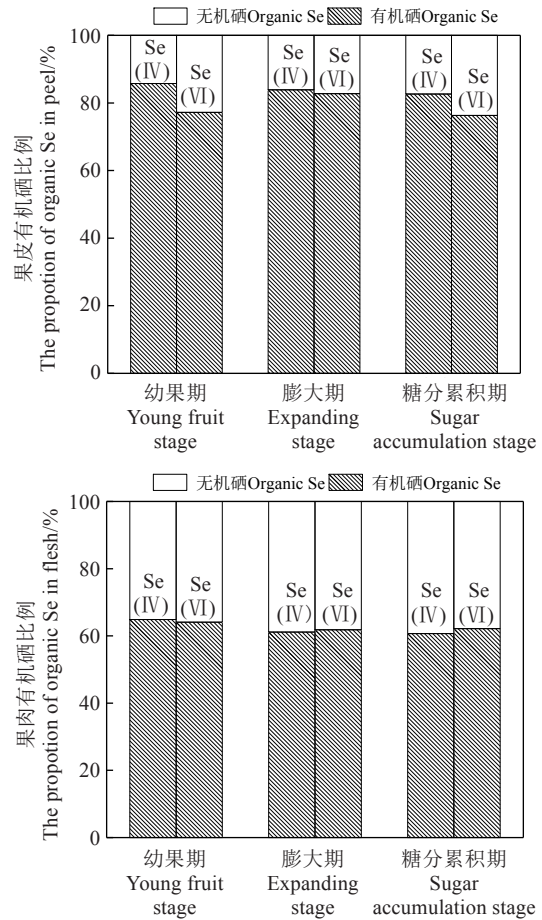 无机硒Organic Se 有机硒Organic Se
果皮有机硒比例
The propotion of organic Se in peel/%
100
80
60
40
20
0
Se
(Ⅳ)
Se
(Ⅵ)
Se
(Ⅳ)
Se
(Ⅵ)
Se
(Ⅳ)
Se
(Ⅵ)
幼果期
Young fruit
stage
膨大期
Expanding
stage
糖分累积期
Sugar
accumulation stage
无机硒Organic Se 有机硒Organic Se
果肉有机硒比例
The propotion of organic Se in flesh/%
100
80
60
40
20
0
Se
(Ⅳ)
Se
(Ⅵ)
Se
(Ⅳ)
Se
(Ⅵ)
Se
(Ⅳ)
Se
(Ⅵ)
幼果期
Young fruit
stage
膨大期
Expanding
stage
糖分累积期
Sugar
accumulation stage